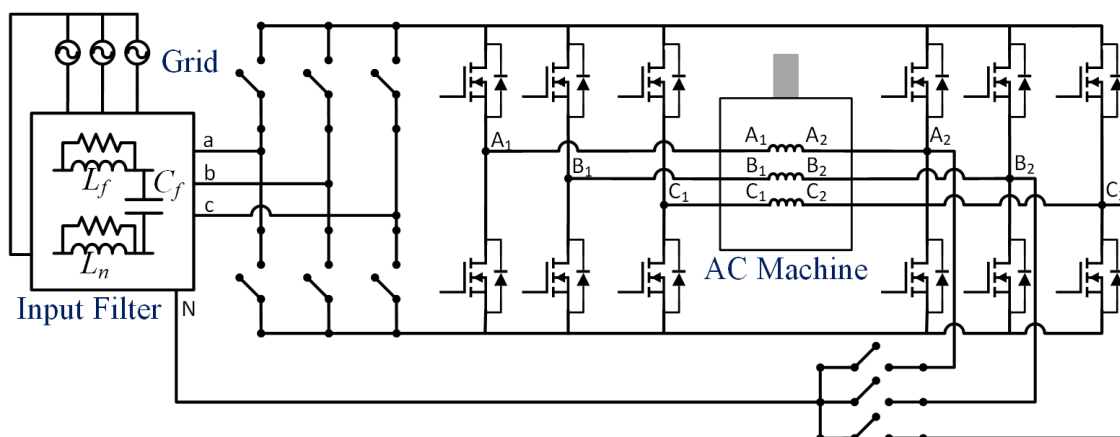 Grid
a
b
c
L_f
C_f
L_n
N
Input Filter
A₁
B₁
C₁
A₁ A₂
B₁ B₂
C₁ C₂
AC Machine
A₂
B₂